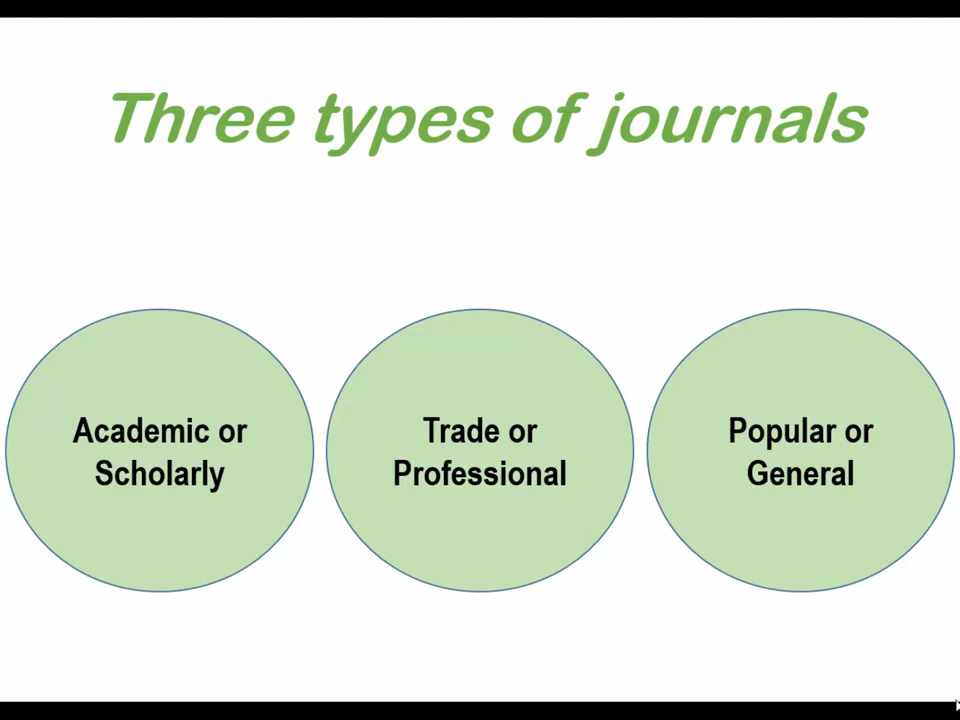 Three types of journals
Academic or
Scholarly
Trade or
Professional
Popular or
General